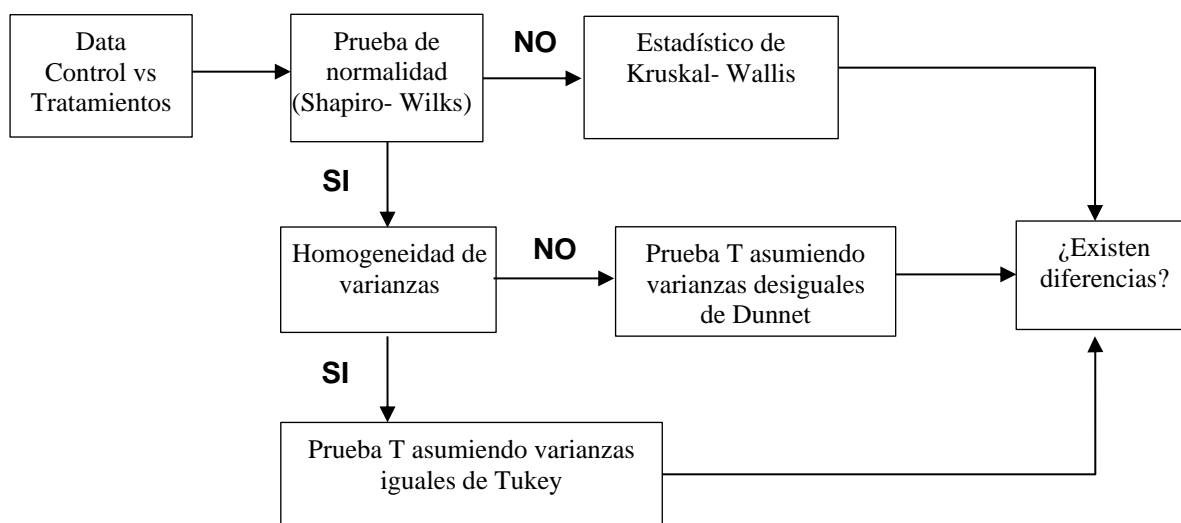 Data
Control vs
Tratamientos
Prueba de
normalidad
(Shapiro- Wilks)
NO
Estadístico de
Kruskal- Wallis
SI
Homogeneidad de
varianzas
NO
Prueba T asumiendo
varianzas desiguales
de Dunnet
¿Existen
diferencias?
SI
Prueba T asumiendo varianzas
iguales de Tukey